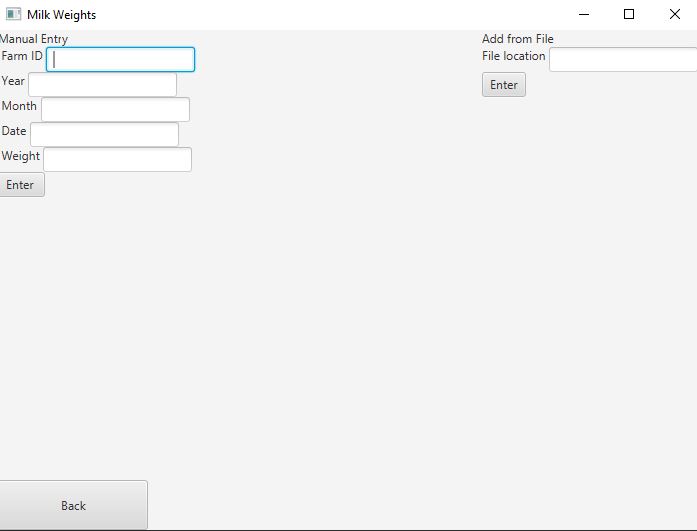 Milk Weights
Manual Entry
Farm ID
Year
Month
Date
Weight
Enter
Add from File
File location
Enter
Back